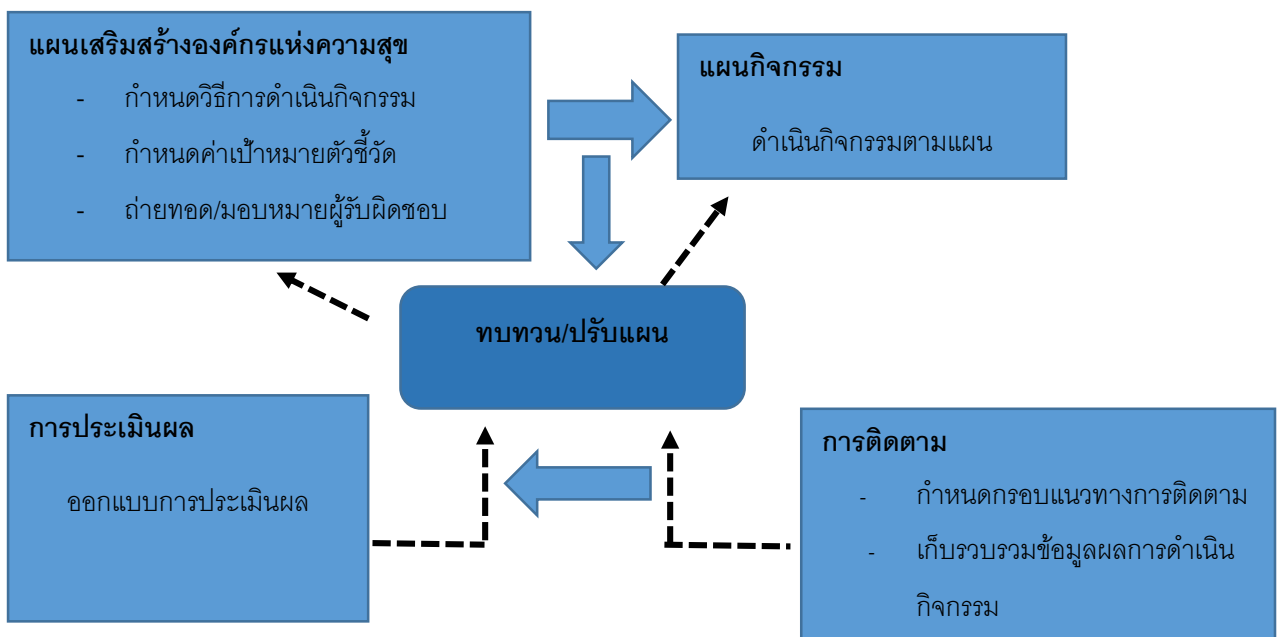 แผนเสริมสร้างองค์กรแห่งความสุข
- กำหนดวิธีการดำเนินกิจกรรม
- กำหนดค่าเป้าหมายตัวชี้วัด
- ถ่ายทอด/มอบหมายผู้รับผิดชอบ
แผนกิจกรรม
ดำเนินกิจกรรมตามแผน
ทบทวน/ปรับแผน
การประเมินผล
ออกแบบการประเมินผล
การติดตาม
- กำหนดกรอบแนวทางการติดตาม
- เก็บรวบรวมข้อมูลผลการดำเนิน
กิจกรรม